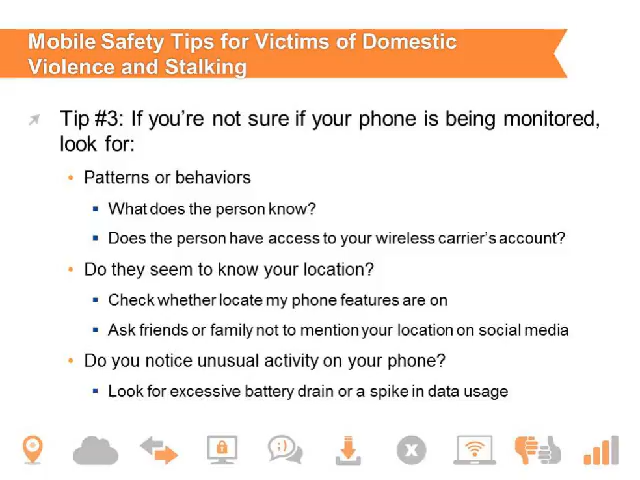 Mobile Safety Tips for Victims of Domestic
Violence and Stalking
Tip #3: If you're not sure if your phone is being monitored,
look for:
• Patterns or behaviors
▪ What does the person know?
▪ Does the person have access to your wireless carrier's account?
• Do they seem to know your location?
▪ Check whether locate my phone features are on
▪ Ask friends or family not to mention your location on social media
• Do you notice unusual activity on your phone?
▪ Look for excessive battery drain or a spike in data usage
:)
x